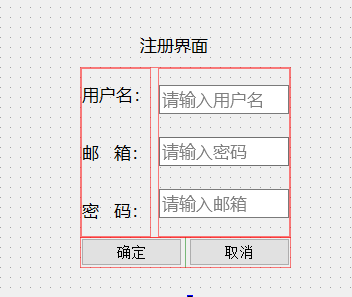 注册界面
用户名： 请输入用户名
邮 箱： 请输入密码
密 码： 请输入邮箱
确定 取消